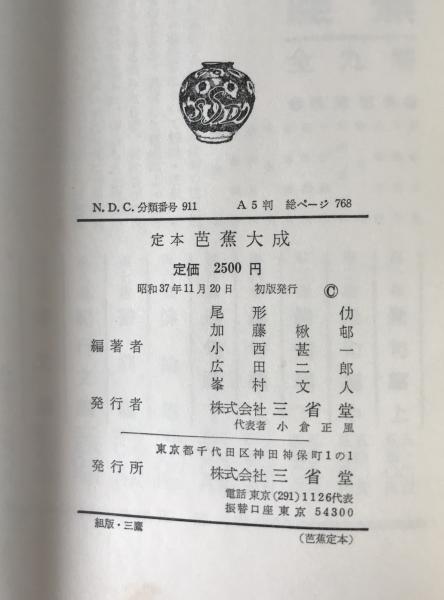 N.D.C. 分類番号 911 A5判 総ページ 768
定本 芭蕉大成
定価 2500 円
昭和37年11月20日 初版発行 ©
編著者
尾形仂
加藤楸邨
小西甚一
広田二郎
峯村文人
発行者 株式会社 三省堂
代表者 小倉正風
東京都千代田区神田神保町1の1
発行所 株式会社 三省堂
電話 東京 (291) 1126代表
振替口座 東京 54300
組版・三鷹
(芭蕉定本)